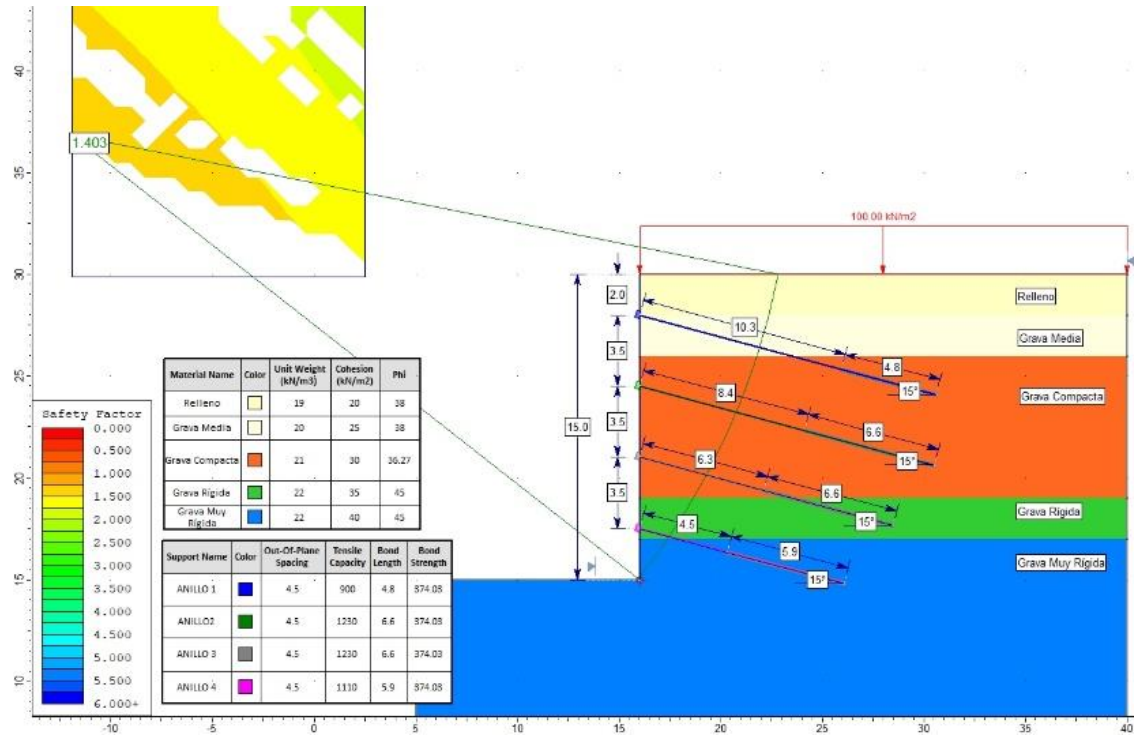 40
35
30
25
20
15
10
-10
-5
0
5
10
15
20
25
30
35
40
1.403
100.00 kN/m2
2.0
3.5
3.5
3.5
15.0
10.3
4.8
15°
8.4
6.6
15°
6.3
6.6
15°
4.5
5.9
15°
Relleno
Grava Media
Grava Compacta
Grava Rígida
Grava Muy Rígida
Material Name Color Unit Weight (kN/m3) Cohesion (kN/m2) Phi
Relleno 19 20 38
Grava Media 20 25 38
Grava Compacta 21 30 36.27
Grava Rígida 22 35 45
Grava Muy Rígida 22 40 45
Support Name Color Out-Of-Plane Spacing Tensile Capacity Bond Length Bond Strength
ANILLO 1 4.5 900 4.8 374.03
ANILLO2 4.5 1230 6.6 374.03
ANILLO 3 4.5 1230 6.6 374.03
ANILLO 4 4.5 1110 5.9 374.03
Safety Factor
0.000
0.500
1.000
1.500
2.000
2.500
3.000
3.500
4.000
4.500
5.000
5.500
6.000+